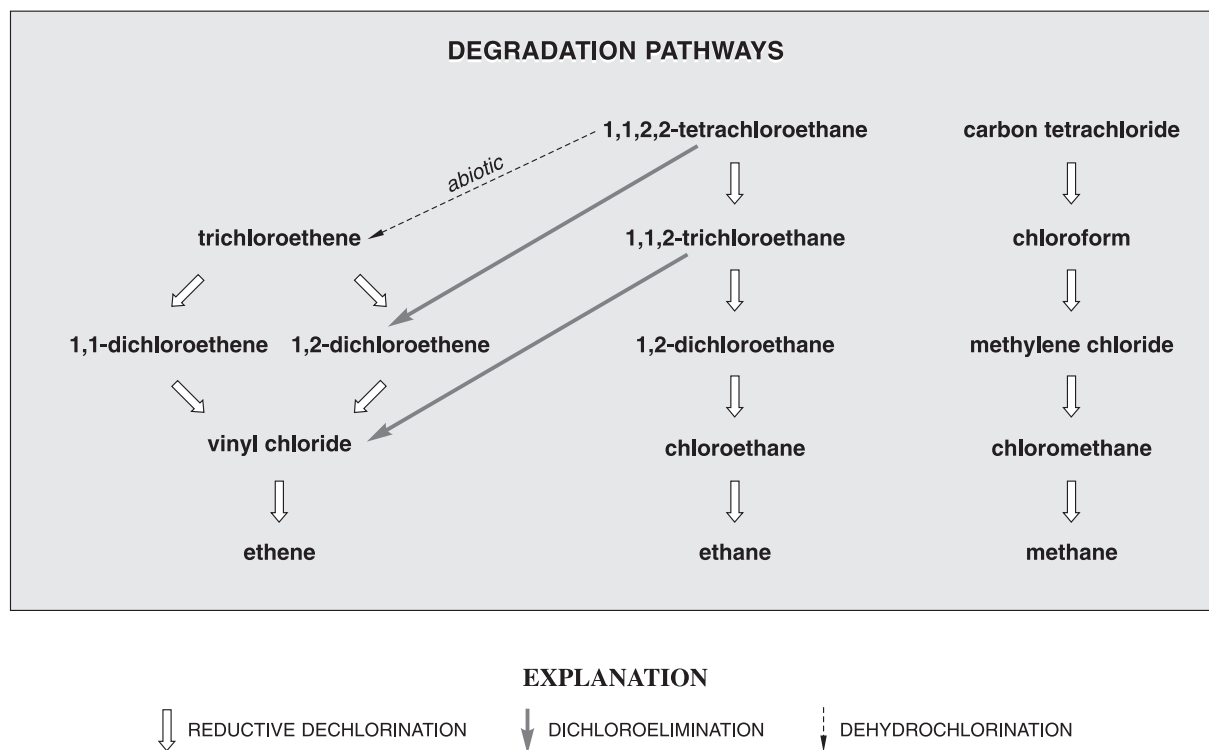 DEGRADATION PATHWAYS
1,1,2,2-tetrachloroethane carbon tetrachloride
abiotic
trichloroethene 1,1,2-trichloroethane chloroform
1,1-dichloroethene 1,2-dichloroethene 1,2-dichloroethane methylene chloride
vinyl chloride chloroethane chloromethane
ethene ethane methane
EXPLANATION
REDUCTIVE DECHLORINATION DICHLOROELIMINATION DEHYDROCHLORINATION